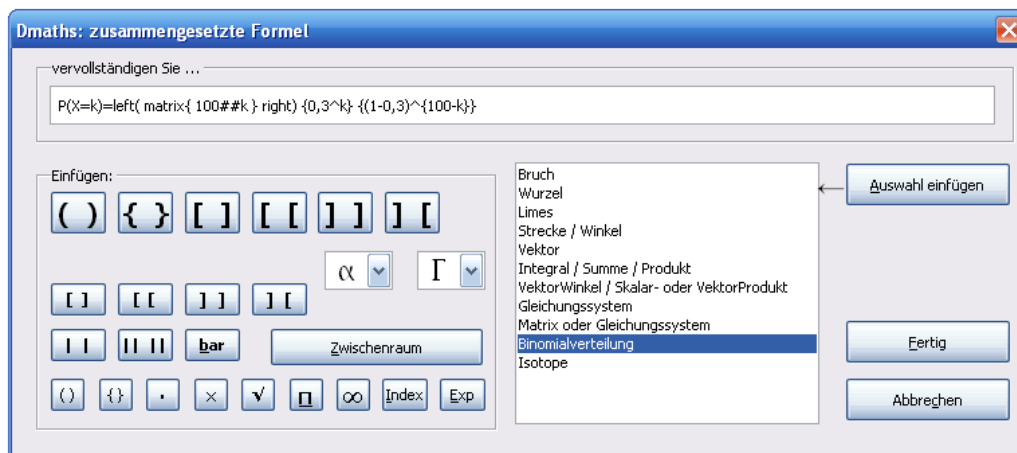 Dmaths: zusammengesetzte Formel
vervollständigen Sie ...
P(X=k)=left( matrix{ 100##k } right) {0,3^k} {(1-0,3)^{100-k}}
Einfügen:
( ) { } [ ] [ [ ] ] ] [
α Γ
[ ] [ [ ] ] ] [
| | || || bar Zwischenraum
() {} · × √ ∏ ∞ Index Exp
Bruch
Wurzel
Limes
Strecke / Winkel
Vektor
Integral / Summe / Produkt
VektorWinkel / Skalar- oder VektorProdukt
Gleichungssystem
Matrix oder Gleichungssystem
Binomialverteilung
Isotope
← Auswahl einfügen
Fertig
Abbrechen